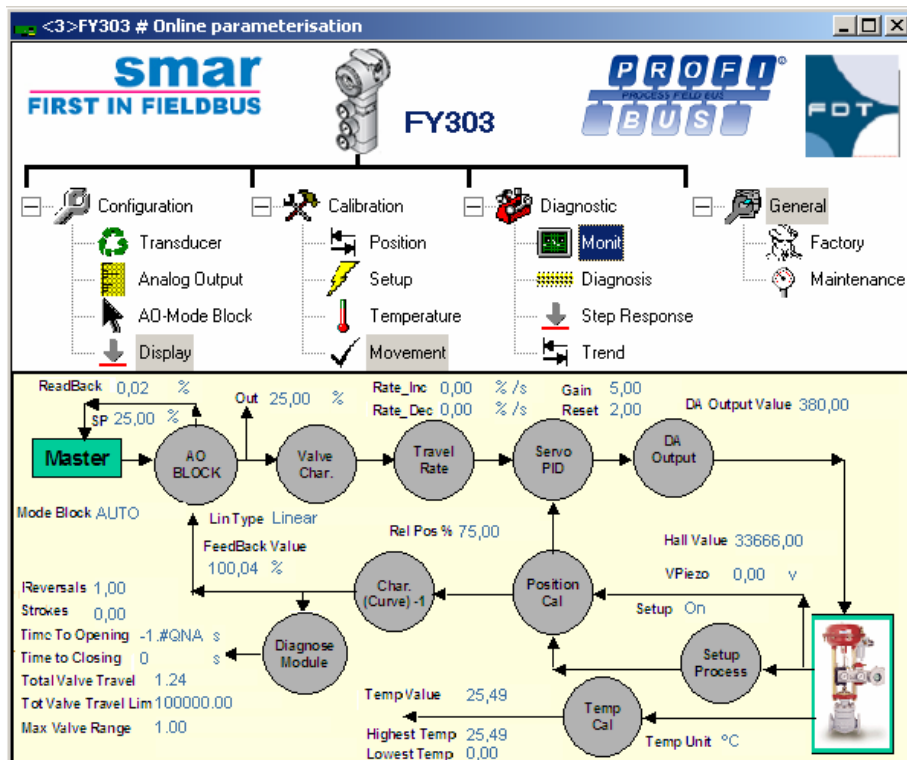 <3>FY303 # Online parameterisation
smar
FIRST IN FIELDBUS
FY303
PROFI
PROCESS FIELD BUS
BUS
®
FDT
Configuration
Transducer
Analog Output
AO-Mode Block
Display
Calibration
Position
Setup
Temperature
Movement
Diagnostic
Monit
Diagnosis
Step Response
Trend
General
Factory
Maintenance
ReadBack 0,02 %
SP 25,00 %
Out 25,00 %
Rate_Inc 0,00 % /s
Rate_Dec 0,00 % /s
Gain 5,00
Reset 2,00
DA Output Value 380,00
Master
AO
BLOCK
Valve
Char.
Travel
Rate
Servo
PID
DA
Output
Mode Block AUTO
Lin Type Linear
FeedBack Value
100,04 %
Rel Pos % 75,00
Hall Value 33666,00
VPiezo 0,00 v
Setup On
Char.
(Curve) -1
Position
Cal
IReversals 1,00
Strokes 0,00
Time To Opening -1.#QNA s
Time to Closing 0 s
Total Valve Travel 1.24
Tot Valve Travel Lim 100000.00
Max Valve Range 1.00
Diagnose
Module
Setup
Process
Temp Value 25,49
Highest Temp 25,49
Lowest Temp 0,00
Temp
Cal
Temp Unit °C